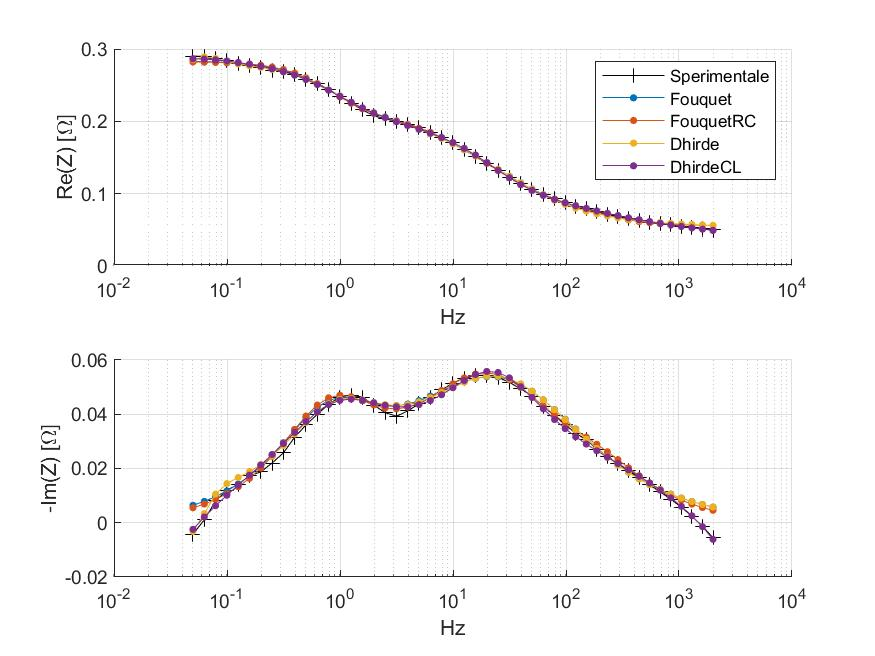 0.3
0.2
0.1
0
Re(Z) [Ω]
Sperimentale
Fouquet
FouquetRC
Dhirde
DhirdeCL
10^-2 10^-1 10^0 10^1 10^2 10^3 10^4
Hz
0.06
0.04
0.02
0
-0.02
-Im(Z) [Ω]
10^-2 10^-1 10^0 10^1 10^2 10^3 10^4
Hz